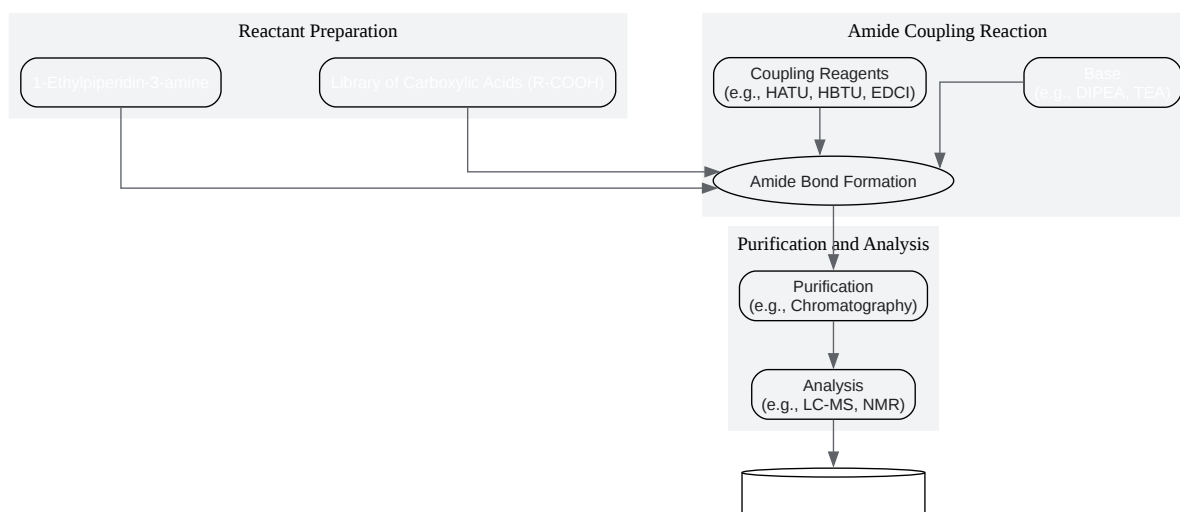 Reactant Preparation
1-Ethylpiperidin-3-amine
Library of Carboxylic Acids (R-COOH)
Amide Coupling Reaction
Coupling Reagents
(e.g., HATU, HBTU, EDCI)
Base
(e.g., DIPEA, TEA)
Amide Bond Formation
Purification and Analysis
Purification
(e.g., Chromatography)
Analysis
(e.g., LC-MS, NMR)